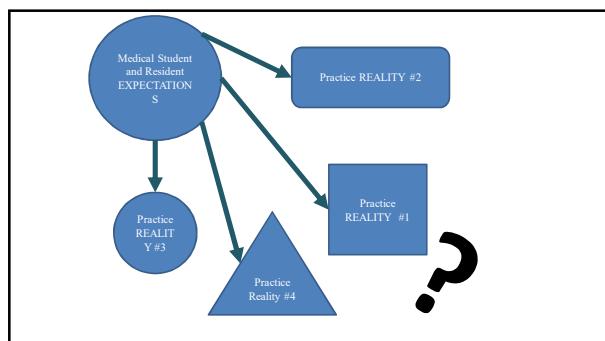 Medical Student
and Resident
EXPECTATION
S
Practice REALITY #2
Practice
REALITY #1
Practice
REALIT
Y #3
Practice
Reality #4
?